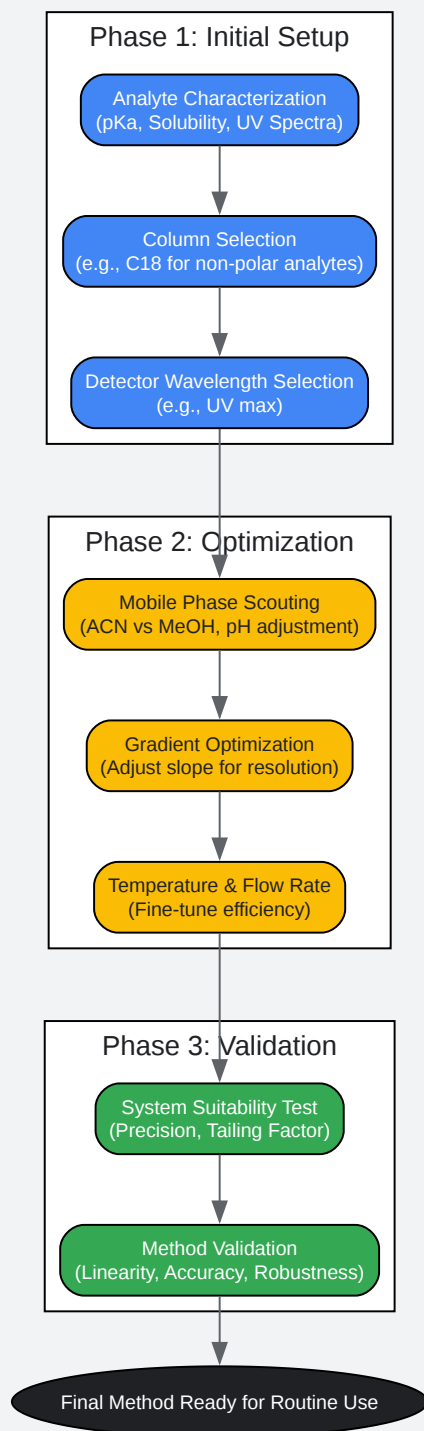 Phase 1: Initial Setup
Analyte Characterization
(pKa, Solubility, UV Spectra)
Column Selection
(e.g., C18 for non-polar analytes)
Detector Wavelength Selection
(e.g., UV max)
Phase 2: Optimization
Mobile Phase Scouting
(ACN vs MeOH, pH adjustment)
Gradient Optimization
(Adjust slope for resolution)
Temperature & Flow Rate
(Fine-tune efficiency)
Phase 3: Validation
System Suitability Test
(Precision, Tailing Factor)
Method Validation
(Linearity, Accuracy, Robustness)
Final Method Ready for Routine Use